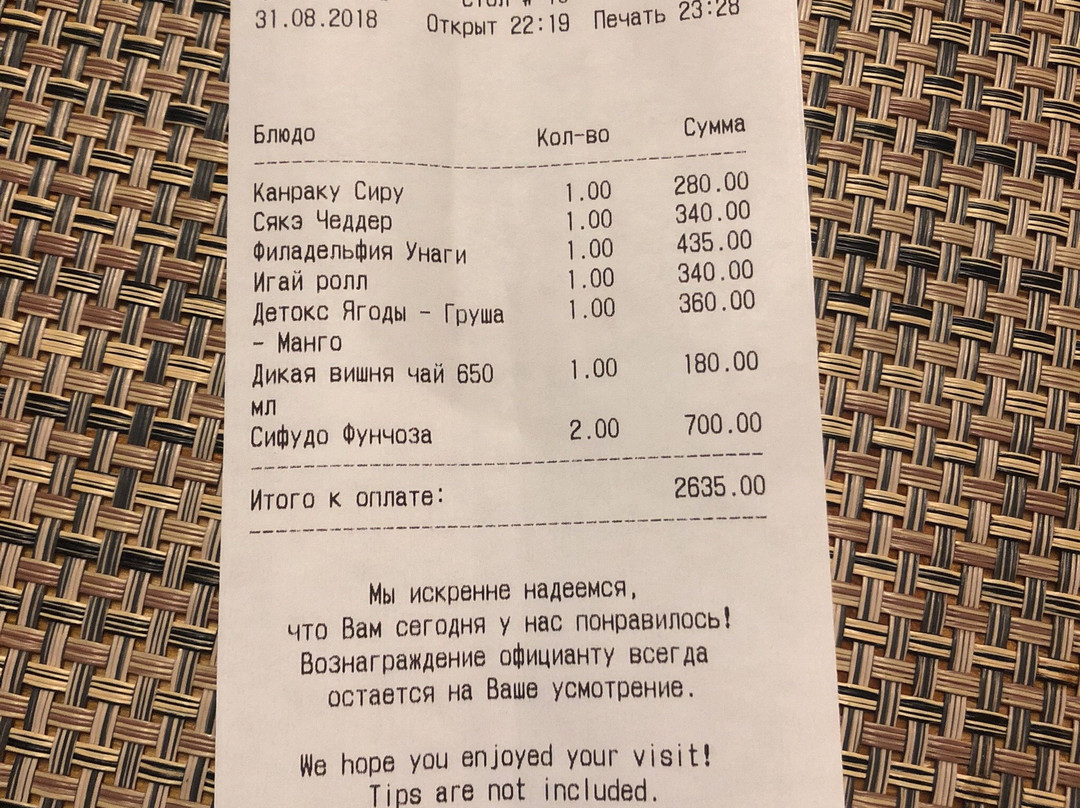 31.08.2018 Открыт 22:19 Печать 23:28
Блюдо Кол-во Сумма
Канраку Сиру 1.00 280.00
Сякэ Чеддер 1.00 340.00
Филадельфия Унаги 1.00 435.00
Игай ролл 1.00 340.00
Детокс Ягоды - Груша 1.00 360.00
- Манго
Дикая вишня чай 650 1.00 180.00
мл
Сифудо Фунчоза 2.00 700.00
Итого к оплате: 2635.00
Мы искренне надеемся,
что Вам сегодня у нас понравилось!
Вознаграждение официанту всегда
остается на Ваше усмотрение.
We hope you enjoyed your visit!
Tips are not included.